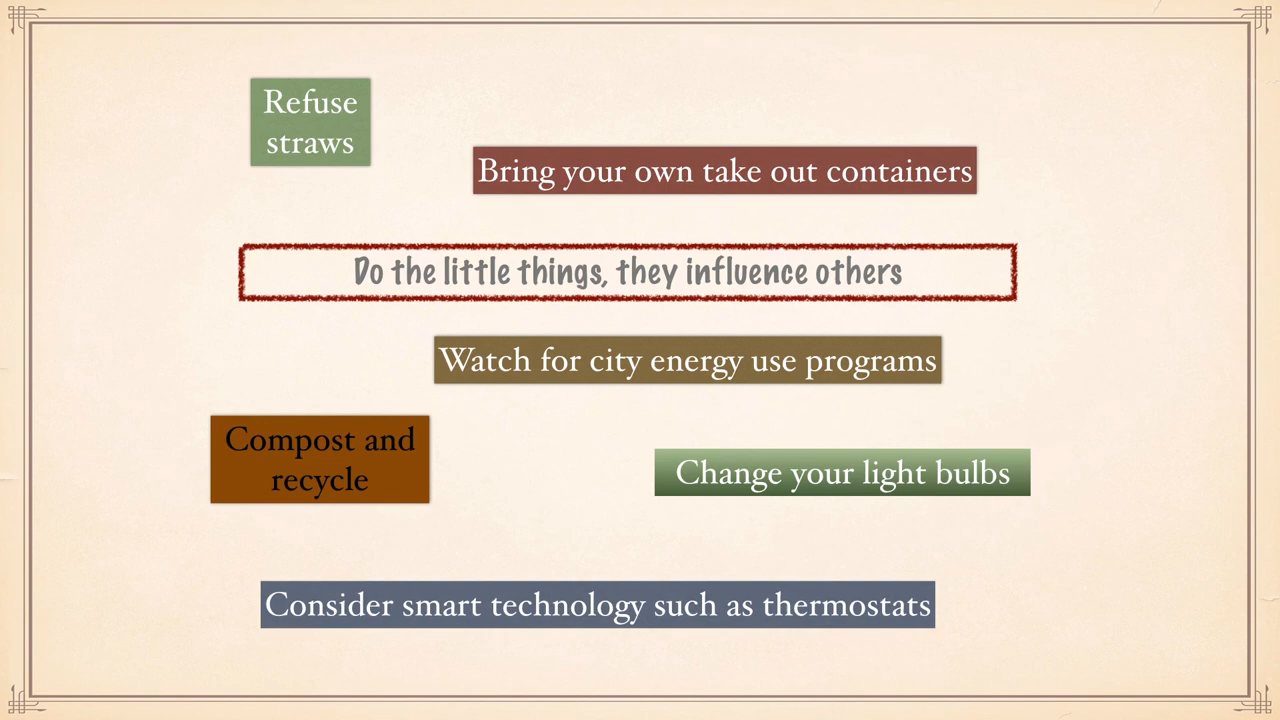 Refuse
straws
Bring your own take out containers
Do the little things, they influence others
Watch for city energy use programs
Compost and
recycle
Change your light bulbs
Consider smart technology such as thermostats